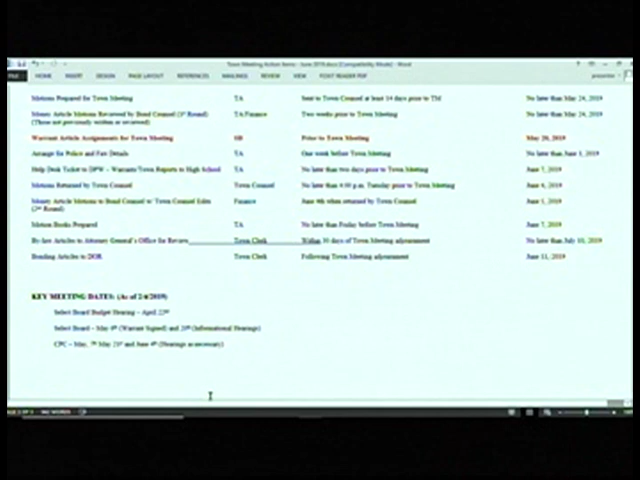 Town Meeting Action Items - June 2019.docx [Compatibility Mode] - Word
FILE HOME INSERT DESIGN PAGE LAYOUT REFERENCES MAILINGS REVIEW VIEW FOXIT READER PDF presenter
Motions Prepared for Town Meeting TA Sent to Town Counsel at least 14 days prior to TM No later than May 24, 2019
Money Article Motions Reviewed by Bond Counsel (1st Round) TA/Finance Two weeks prior to Town Meeting No later than May 24, 2019
(Those not previously written or reviewed)
Warrant Article Assignments for Town Meeting SB Prior to Town Meeting May 20, 2019
Arrange for Police and Fire Details TA One week before Town Meeting No later than June 3, 2019
Help Desk Ticket to DPW – Warrants/Town Reports to High School TA No later than two days prior to Town Meeting June 7, 2019
Motions Returned by Town Counsel Town Counsel No later than 4:00 p.m. Tuesday prior to Town Meeting June 4, 2019
Money Article Motions to Bond Counsel w/ Town Counsel Edits Finance June 4th when returned by Town Counsel June 5, 2019
(2nd Round)
Motion Books Prepared TA No later than Friday before Town Meeting June 7, 2019
By-law Articles to Attorney General's Office for Review Town Clerk Within 30 days of Town Meeting adjournment No later than July 10, 2019
Bonding Articles to DOR Town Clerk Following Town Meeting adjournment June 11, 2019
KEY MEETING DATES: (As of 2/4/2019)
Select Board Budget Hearing – April 22nd
Select Board – May 6th (Warrant Signed) and 20th (Informational Hearings)
CPC – May, 7th May 21st and June 4th (Hearings as necessary)